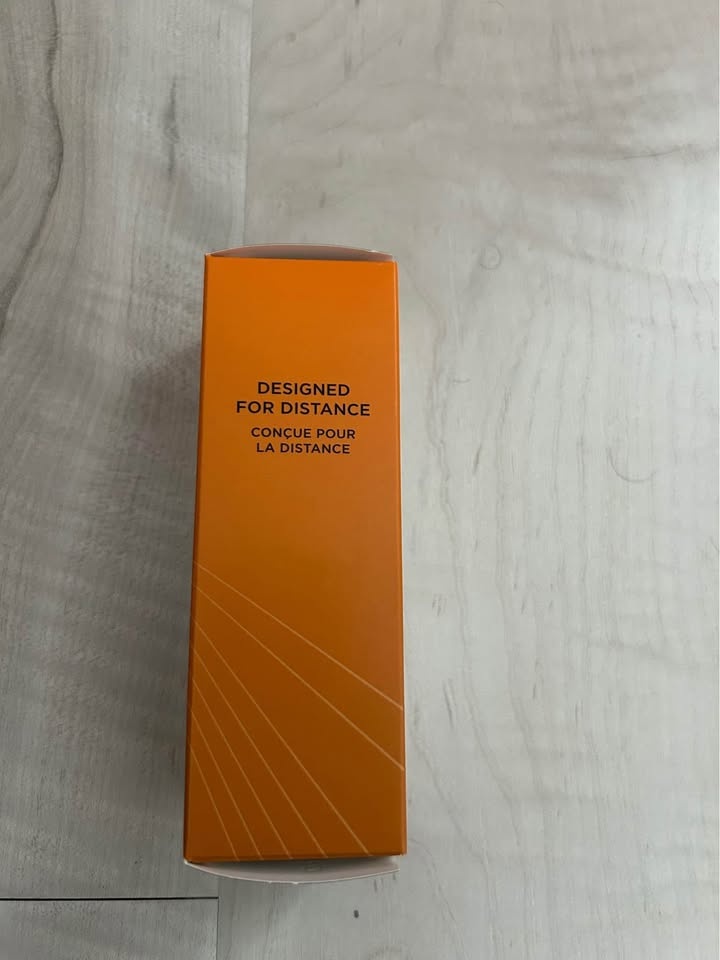 DESIGNED
FOR DISTANCE
CONÇUE POUR
LA DISTANCE